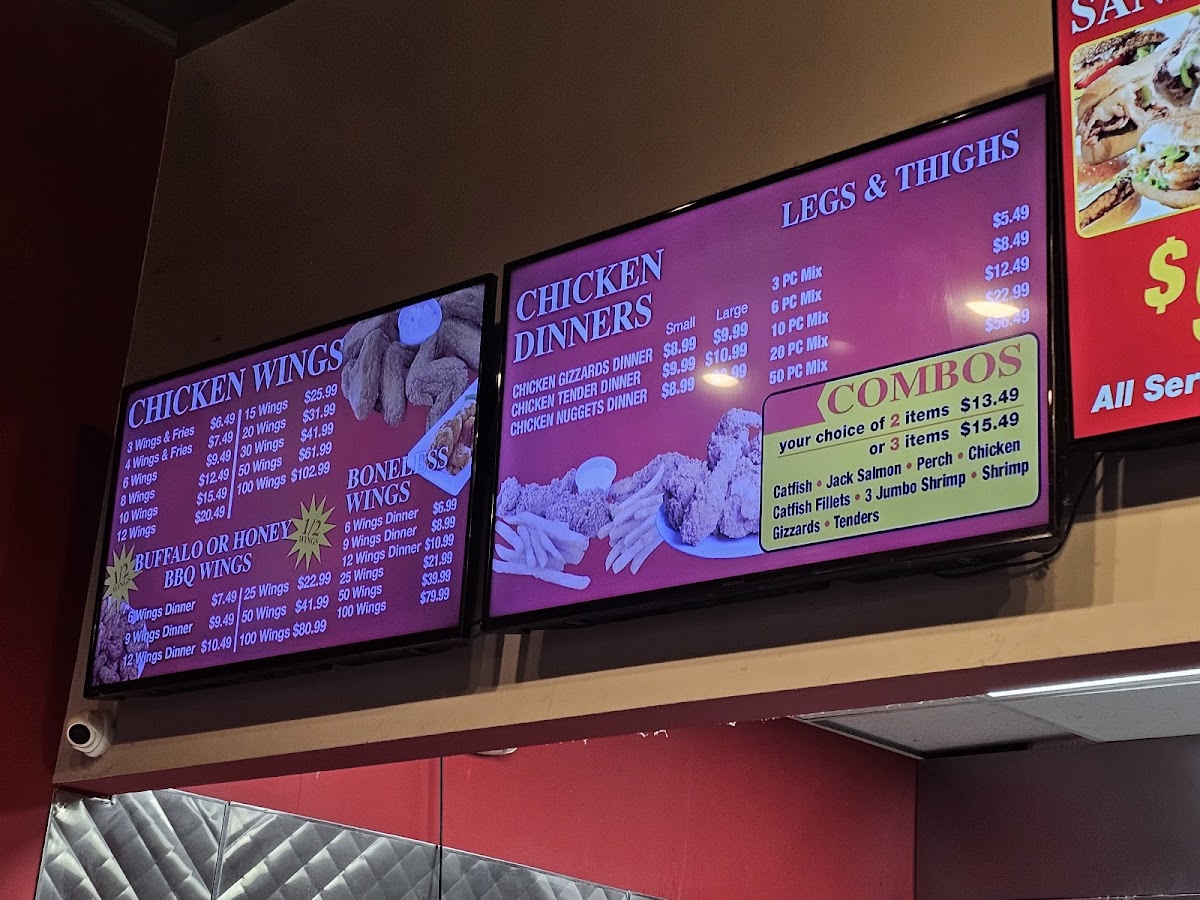 CHICKEN WINGS
3 Wings & Fries $6.49
4 Wings & Fries $7.49
6 Wings $9.49
8 Wings $12.49
10 Wings $15.49
12 Wings $20.49
15 Wings $25.99
20 Wings $31.99
30 Wings $41.99
50 Wings $61.99
100 Wings $102.99
BUFFALO OR HONEY
BBQ WINGS
1/2
1/2
WINGS
6 Wings Dinner $7.49
9 Wings Dinner $9.49
12 Wings Dinner $10.49
25 Wings $22.99
50 Wings $41.99
100 Wings $80.99
BONELESS
WINGS
6 Wings Dinner $6.99
9 Wings Dinner $8.99
12 Wings Dinner $10.99
25 Wings $21.99
50 Wings $39.99
100 Wings $79.99
CHICKEN
DINNERS
Small Large
CHICKEN GIZZARDS DINNER $8.99 $9.99
CHICKEN TENDER DINNER $9.99 $10.99
CHICKEN NUGGETS DINNER $8.99
LEGS & THIGHS
3 PC Mix $5.49
6 PC Mix $8.49
10 PC Mix $12.49
20 PC Mix $22.99
50 PC Mix
COMBOS
your choice of 2 items $13.49
or 3 items $15.49
Catfish • Jack Salmon • Perch • Chicken
Catfish Fillets • 3 Jumbo Shrimp • Shrimp
Gizzards • Tenders
$
All